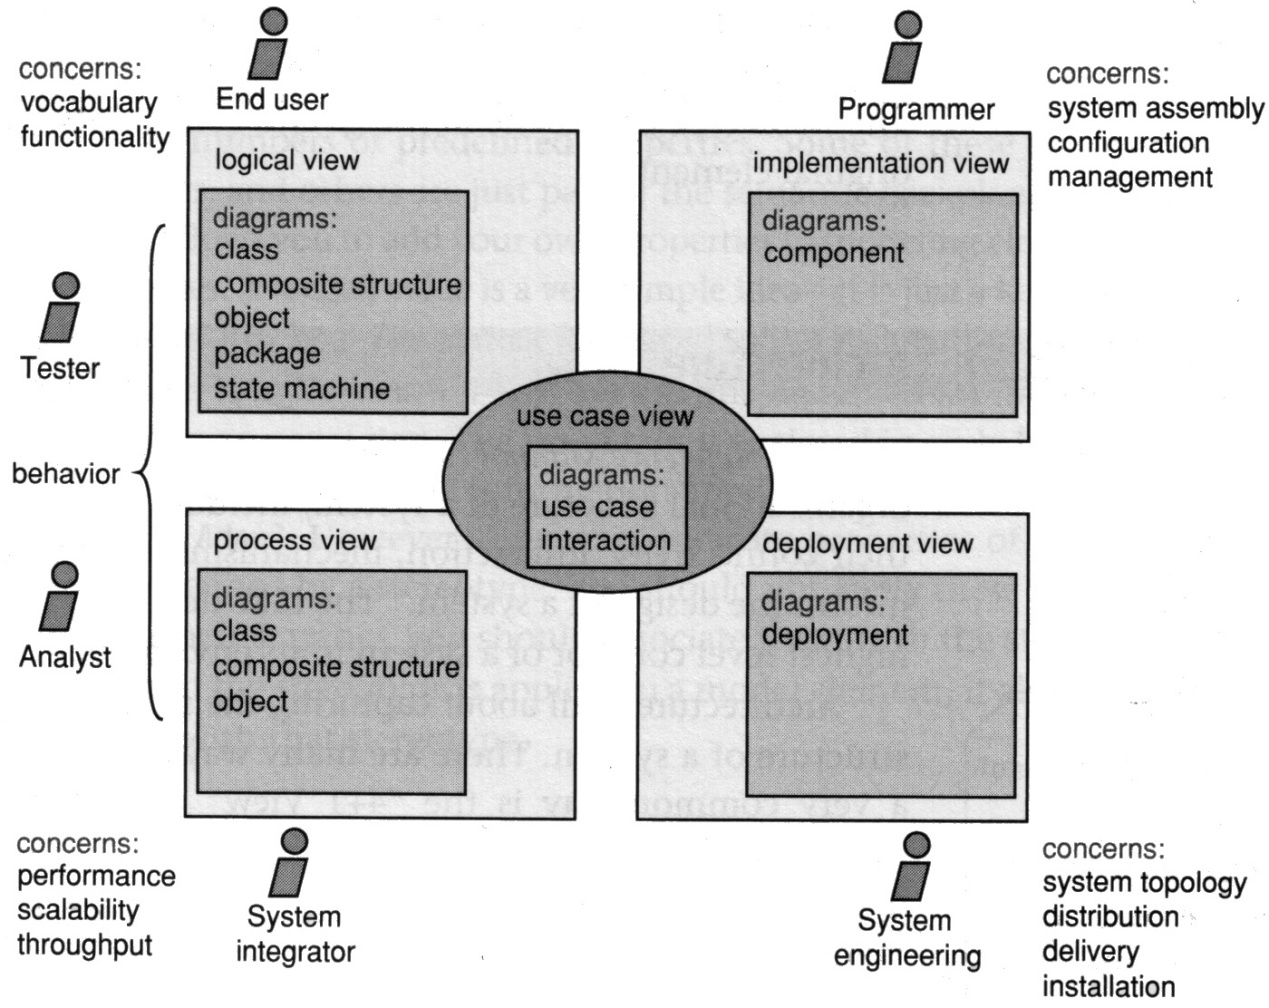 concerns:
vocabulary
functionality
End user
Programmer
concerns:
system assembly
configuration
management
logical view
diagrams:
class
composite structure
object
package
state machine
implementation view
diagrams:
component
Tester
behavior
Analyst
use case view
diagrams:
use case
interaction
process view
diagrams:
class
composite structure
object
deployment view
diagrams:
deployment
concerns:
performance
scalability
throughput
System
integrator
System
engineering
concerns:
system topology
distribution
delivery
installation